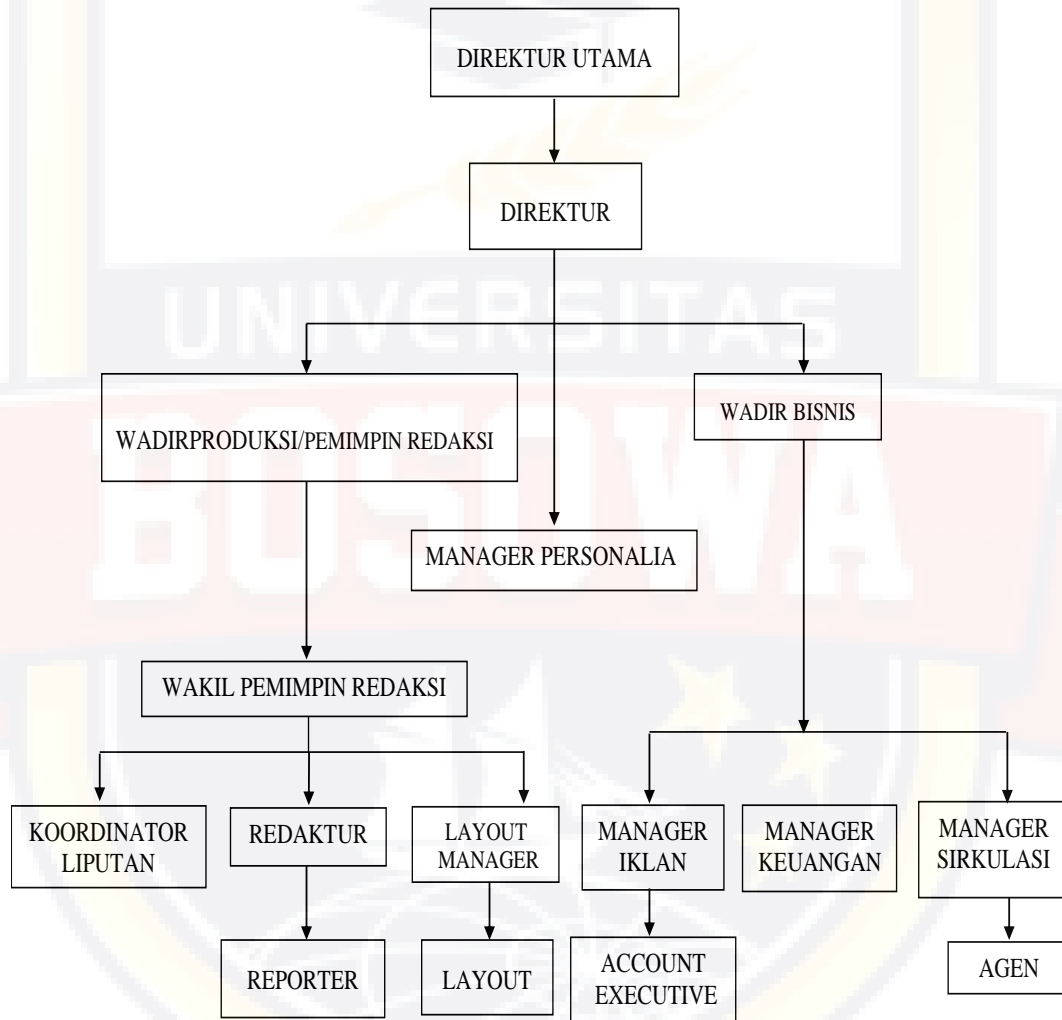 DIREKTUR UTAMA
DIREKTUR
UNIVERSITAS
WADIRPRODUKSI/PEMIMPIN REDAKSI
WADIR BISNIS
BOSOWA
MANAGER PERSONALIA
WAKIL PEMIMPIN REDAKSI
KOORDINATOR
LIPUTAN
REDAKTUR
LAYOUT
MANAGER
MANAGER
IKLAN
MANAGER
KEUANGAN
MANAGER
SIRKULASI
REPORTER
LAYOUT
ACCOUNT
EXECUTIVE
AGEN